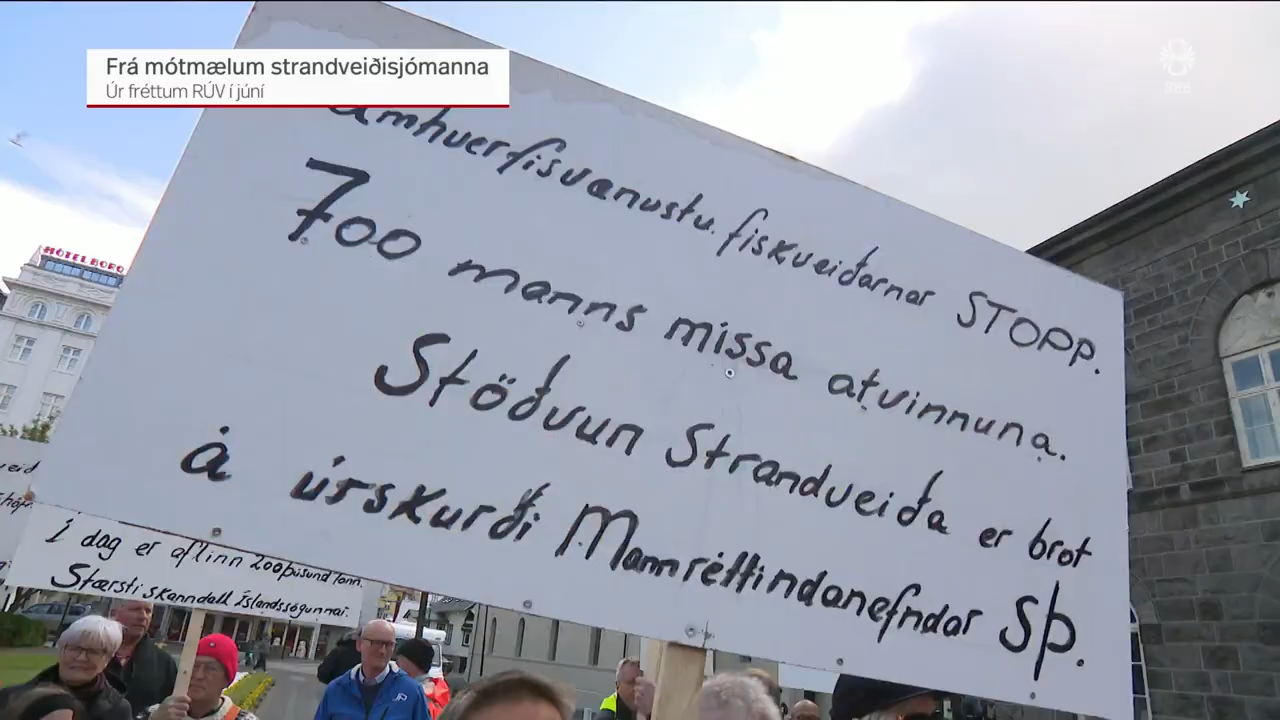 Frá mótmælum strandveiðisjómanna
Úr fréttum RÚV í júní
HÓTEL BORG
umhverfisvænustu fiskveiðarnar STOPP.
700 manns missa atvinnuna.
Stöðvun Strandveiða er brot
á úrskurði Mannréttindanefndar SÞ.
Í dag er aflinn 200þúsund tonn.
Stærsti skandall Íslandssögunnar.